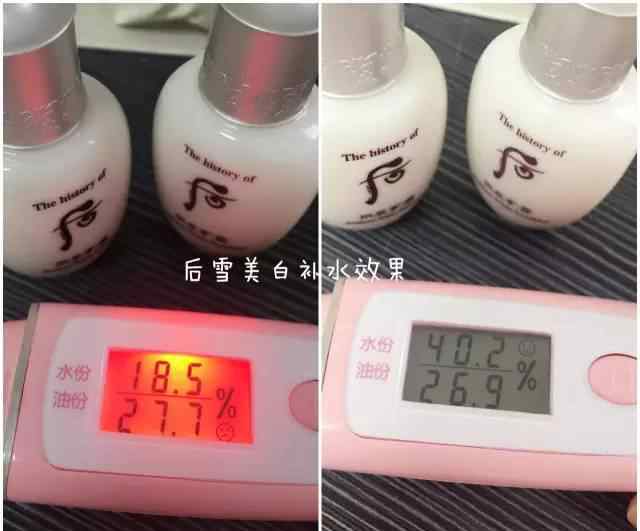 The history of
The history of
The history of
The history of
后雪美白补水效果
水份
油份
18.5
27.7
%
水份
油份
40.2
26.9
%